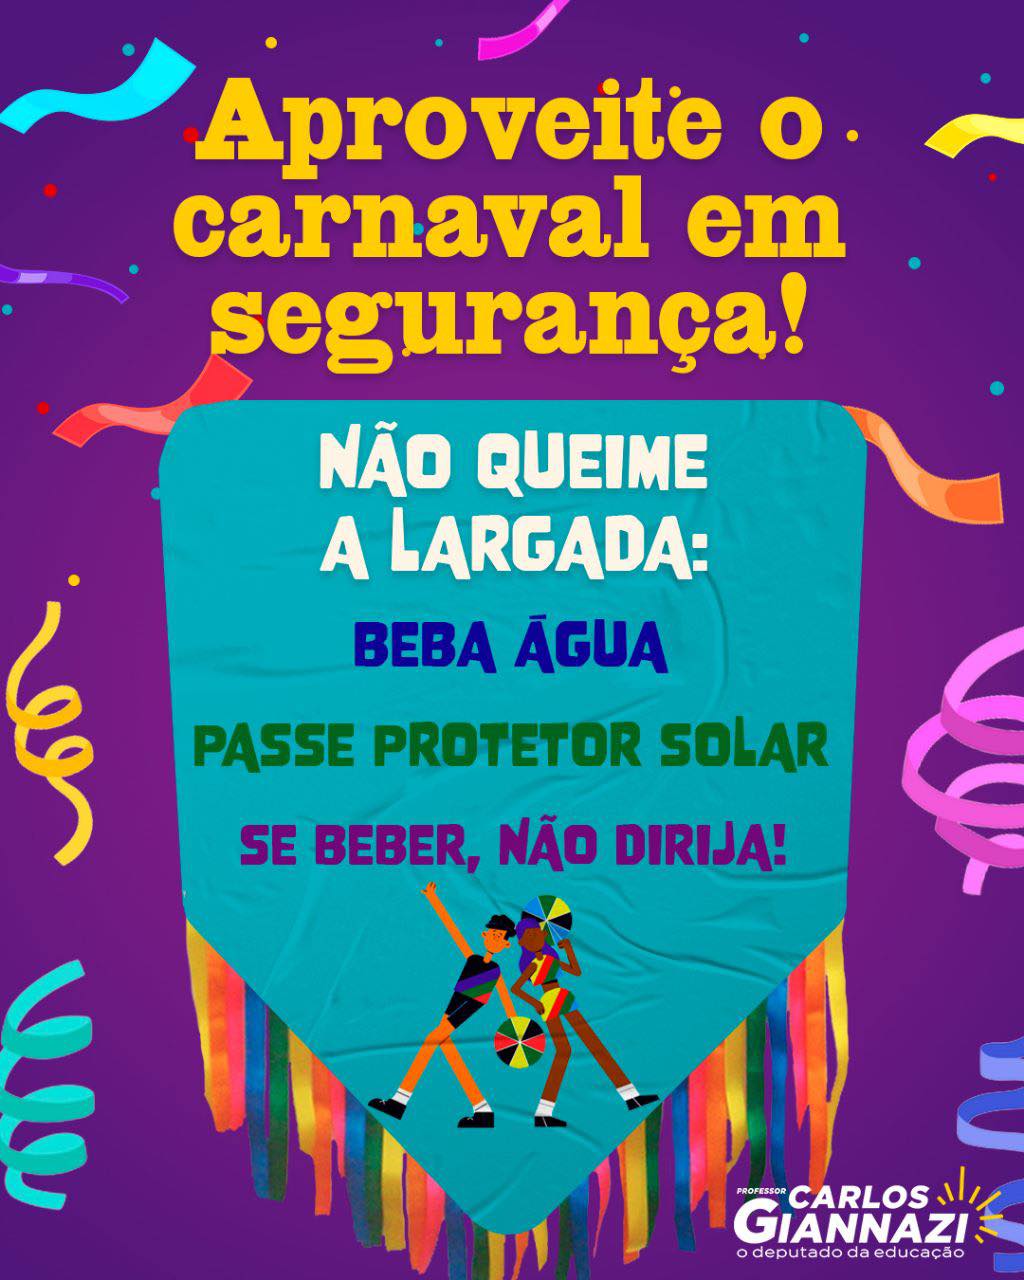 Aproveite o
carnaval em
segurança!
NÃO QUEIME
A LARGADA:
BEBA ÁGUA
PASSE PROTETOR SOLAR
SE BEBER, NÃO DIRIJA!
PROFESSOR
CARLOS
GIANNAZI
o deputado da educação